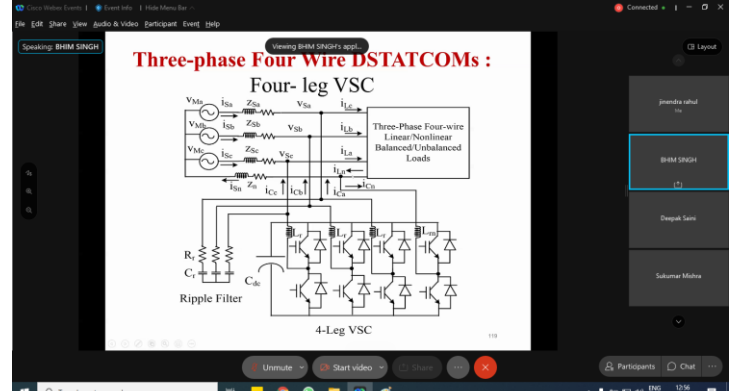 Cisco Webex Events | Event Info | Hide Menu Bar
Connected
File Edit Share View Audio & Video Participant Event Help
Speaking: BHIM SINGH
Viewing BHIM SINGH's appl...
Layout
Three-phase Four Wire DSTATCOMs :
Four- leg VSC
vMa iSa ZSa vSa iLc
vMb iSb ZSb vSb iLb
vMc iSc ZSc vSc iLa
iLn
iSn Zn iCc iCb iCa iCn
Three-Phase Four-wire
Linear/Nonlinear
Balanced/Unbalanced
Loads
Lr Lr Lr Lrn
Rr
Cr
Cdc
Ripple Filter
4-Leg VSC
119
jinendra rahul
BHIM SINGH
Deepak Saini
Sukumar Mishra
Unmute
Start video
Share
Participants
Chat
ENG
12:56